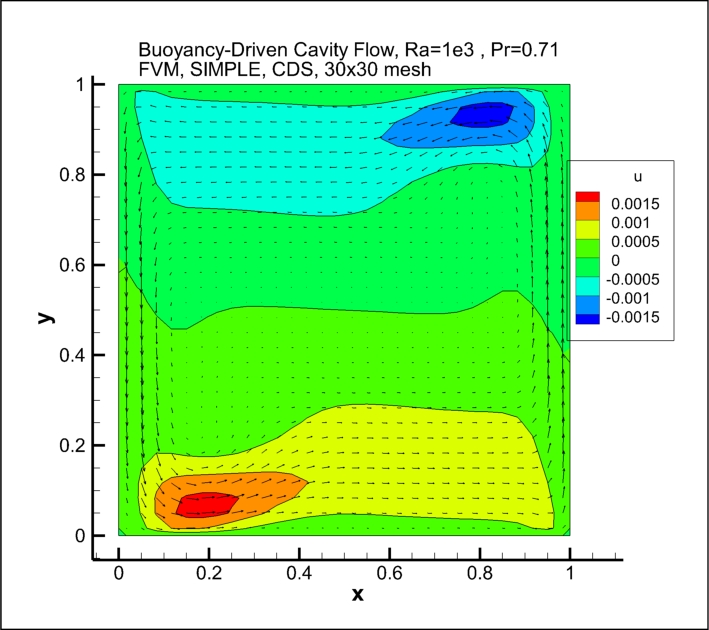 Buoyancy-Driven Cavity Flow, Ra=1e3 , Pr=0.71
FVM, SIMPLE, CDS, 30x30 mesh
1
0.8
0.6
0.4
0.2
0
y
0 0.2 0.4 0.6 0.8 1
x
u
0.0015
0.001
0.0005
0
-0.0005
-0.001
-0.0015